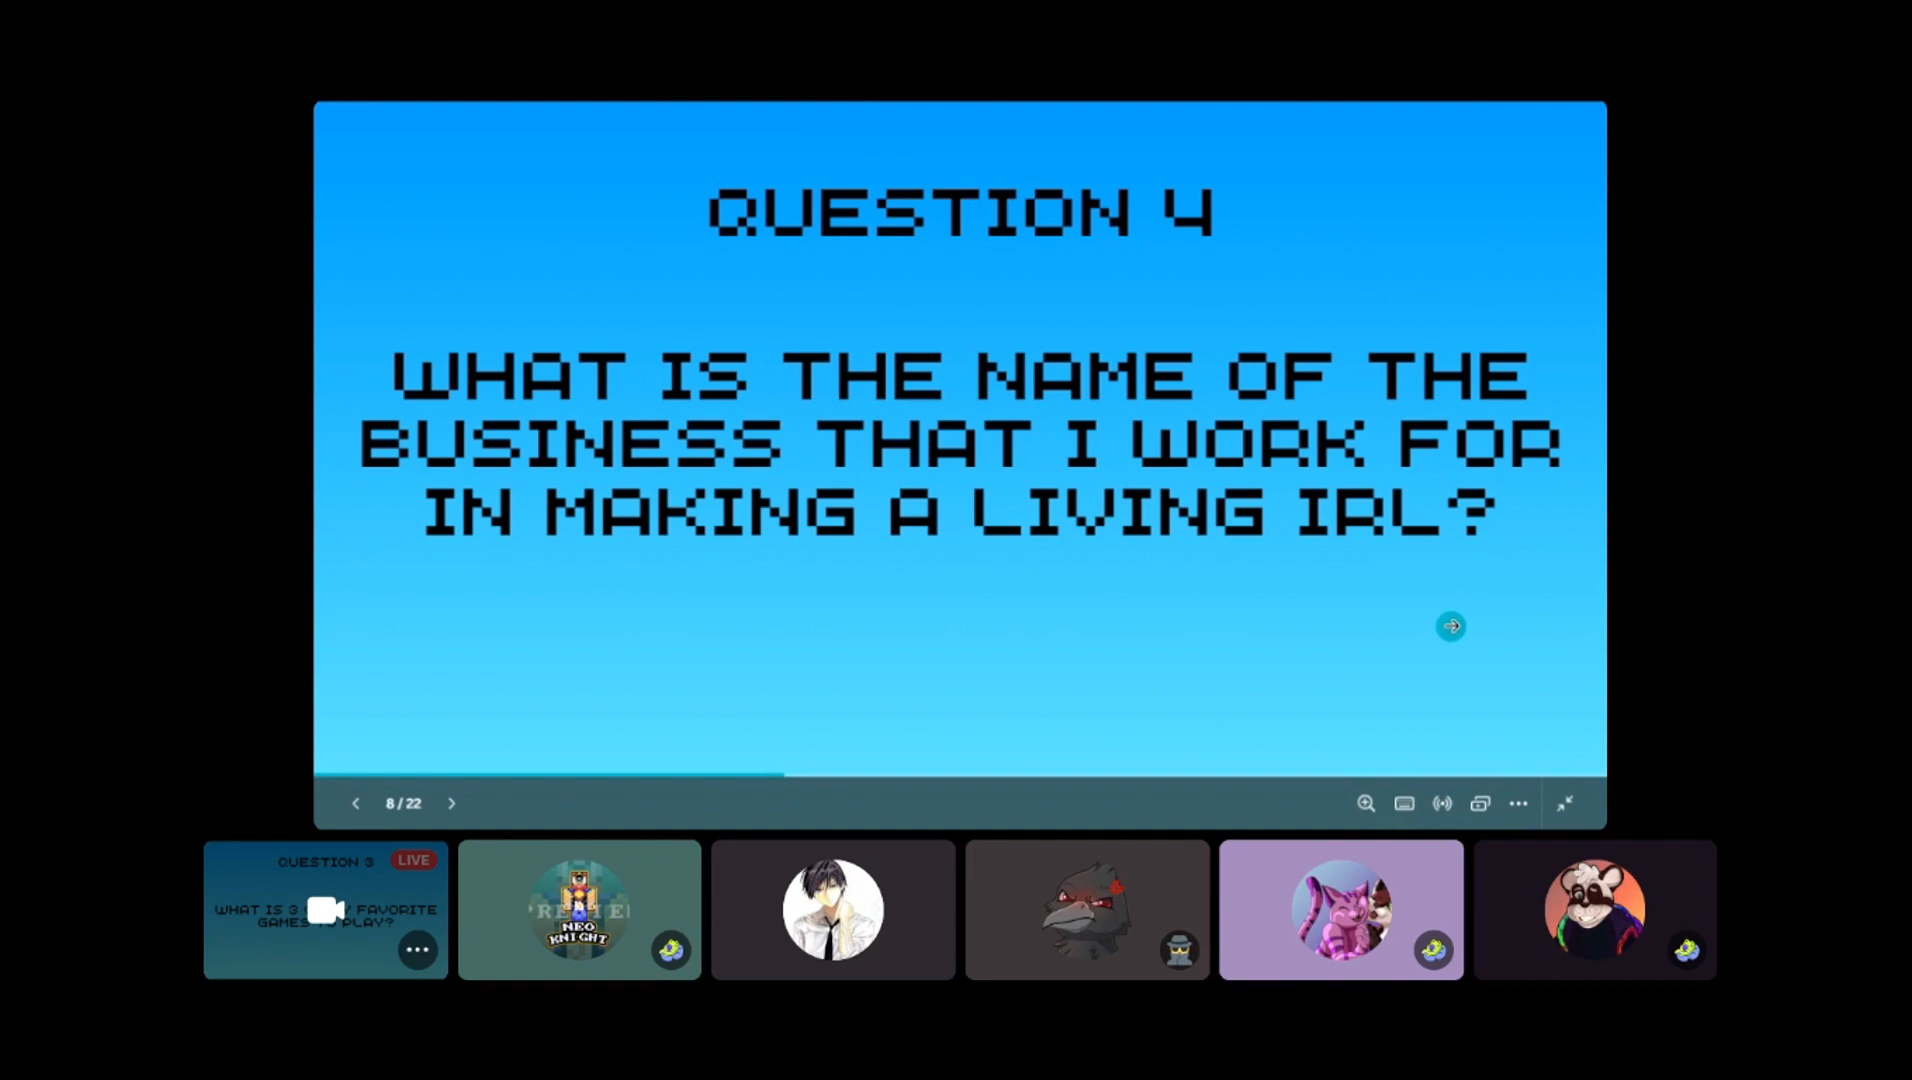 QUESTION 4
WHAT IS THE NAME OF THE
BUSINESS THAT I WORK FOR
IN MAKING A LIVING IRL?
8 / 22
QUESTION 3
LIVE
WHAT IS 3
FAVORITE
GAMES
PLAY?
NEO
KNIGHT